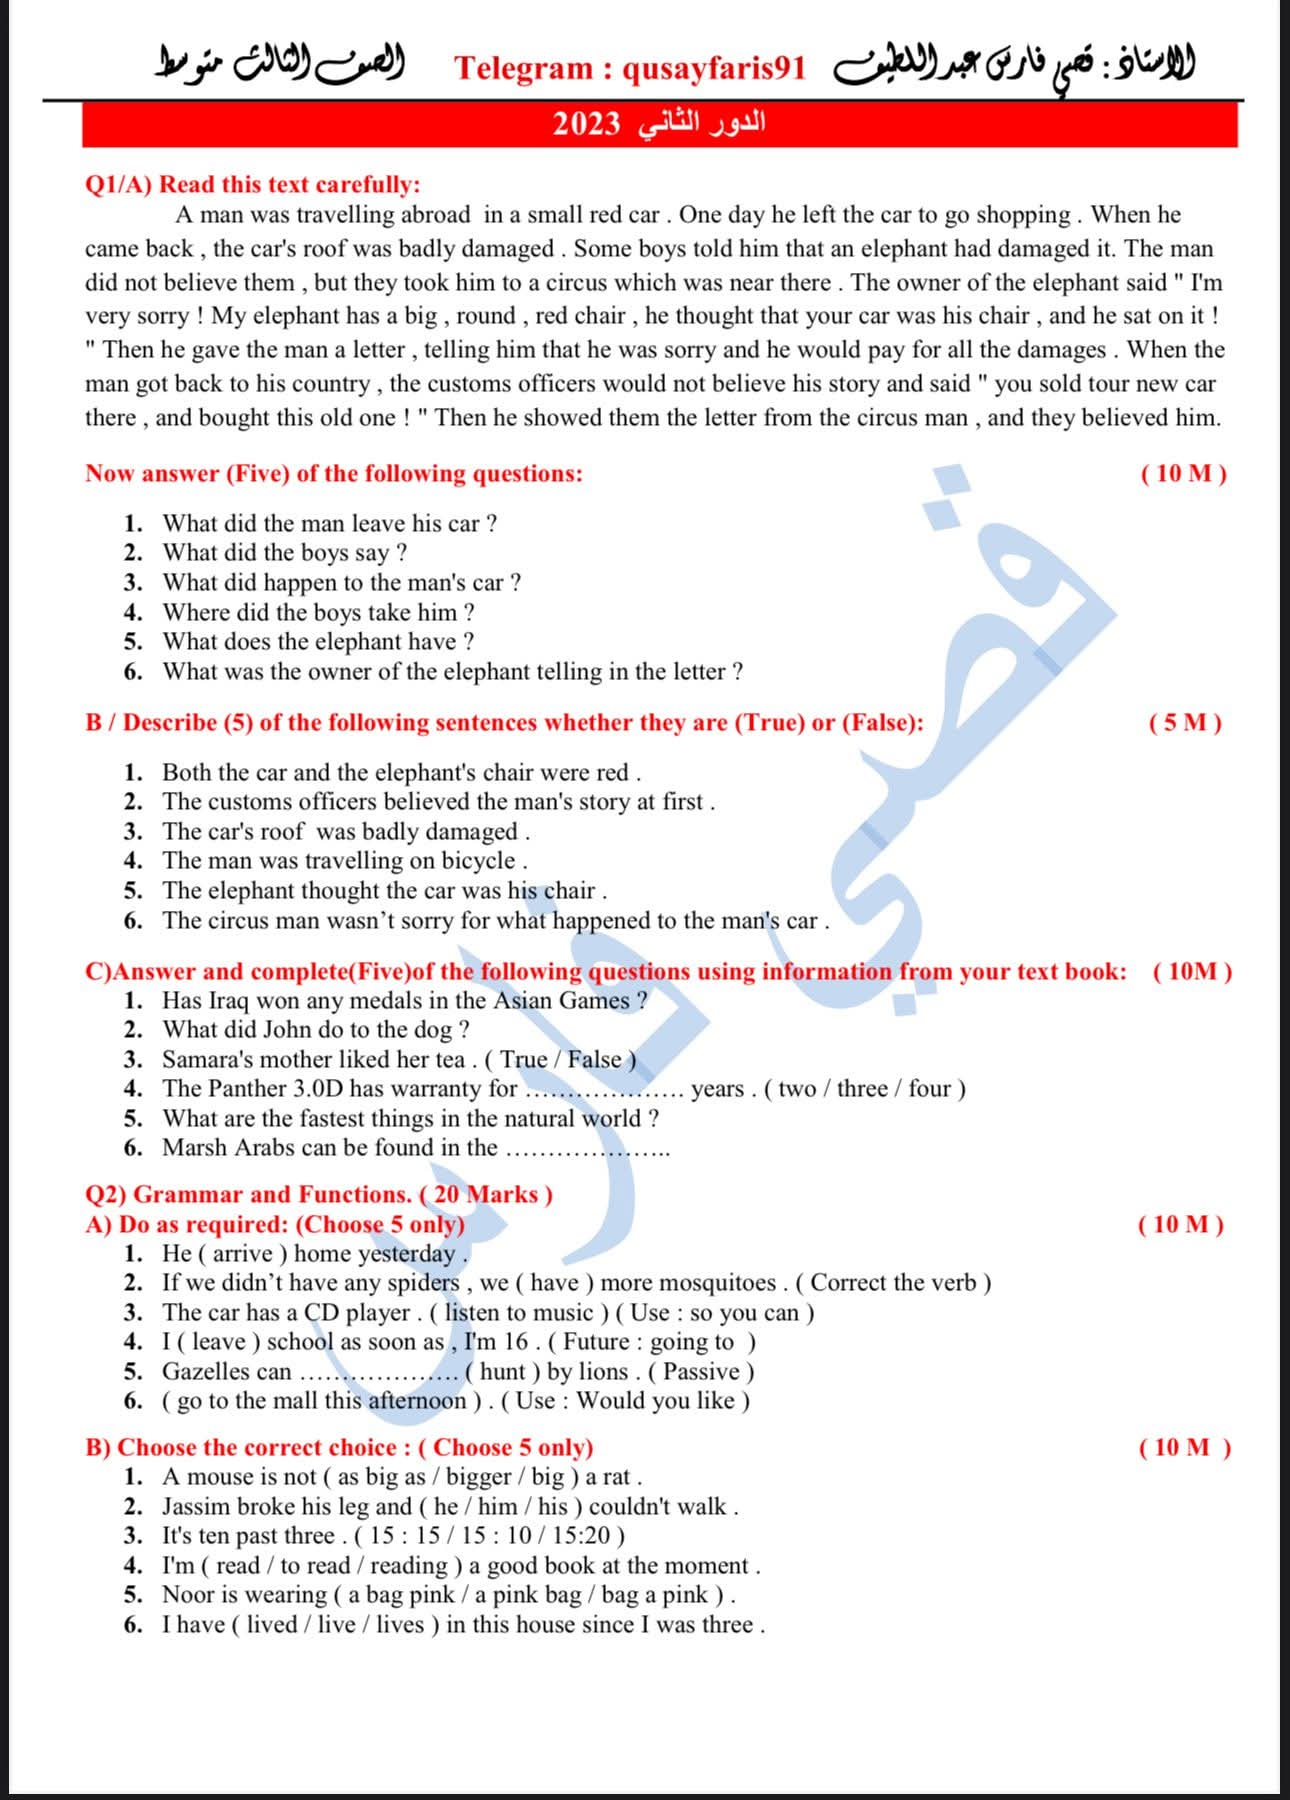 الاستاذ : قصي فارس عبد اللطيف Telegram : qusayfaris91 الصف الثالث متوسط
الدور الثاني 2023
Q1/A) Read this text carefully:
A man was travelling abroad in a small red car . One day he left the car to go shopping . When he
came back , the car's roof was badly damaged . Some boys told him that an elephant had damaged it. The man
did not believe them , but they took him to a circus which was near there . The owner of the elephant said " I'm
very sorry ! My elephant has a big , round , red chair , he thought that your car was his chair , and he sat on it !
" Then he gave the man a letter , telling him that he was sorry and he would pay for all the damages . When the
man got back to his country , the customs officers would not believe his story and said " you sold tour new car
there , and bought this old one ! " Then he showed them the letter from the circus man , and they believed him.
Now answer (Five) of the following questions: ( 10 M )
1. What did the man leave his car ?
2. What did the boys say ?
3. What did happen to the man's car ?
4. Where did the boys take him ?
5. What does the elephant have ?
6. What was the owner of the elephant telling in the letter ?
B / Describe (5) of the following sentences whether they are (True) or (False): ( 5 M )
1. Both the car and the elephant's chair were red .
2. The customs officers believed the man's story at first .
3. The car's roof was badly damaged .
4. The man was travelling on bicycle .
5. The elephant thought the car was his chair .
6. The circus man wasn't sorry for what happened to the man's car .
C)Answer and complete(Five)of the following questions using information from your text book: ( 10M )
1. Has Iraq won any medals in the Asian Games ?
2. What did John do to the dog ?
3. Samara's mother liked her tea . ( True / False )
4. The Panther 3.0D has warranty for ................... years . ( two / three / four )
5. What are the fastest things in the natural world ?
6. Marsh Arabs can be found in the ....................
Q2) Grammar and Functions. ( 20 Marks )
A) Do as required: (Choose 5 only) ( 10 M )
1. He ( arrive ) home yesterday .
2. If we didn't have any spiders , we ( have ) more mosquitoes . ( Correct the verb )
3. The car has a CD player . ( listen to music ) ( Use : so you can )
4. I ( leave ) school as soon as , I'm 16 . ( Future : going to )
5. Gazelles can ................... ( hunt ) by lions . ( Passive )
6. ( go to the mall this afternoon ) . ( Use : Would you like )
B) Choose the correct choice : ( Choose 5 only) ( 10 M )
1. A mouse is not ( as big as / bigger / big ) a rat .
2. Jassim broke his leg and ( he / him / his ) couldn't walk .
3. It's ten past three . ( 15 : 15 / 15 : 10 / 15:20 )
4. I'm ( read / to read / reading ) a good book at the moment .
5. Noor is wearing ( a bag pink / a pink bag / bag a pink ) .
6. I have ( lived / live / lives ) in this house since I was three .
قصي فارس